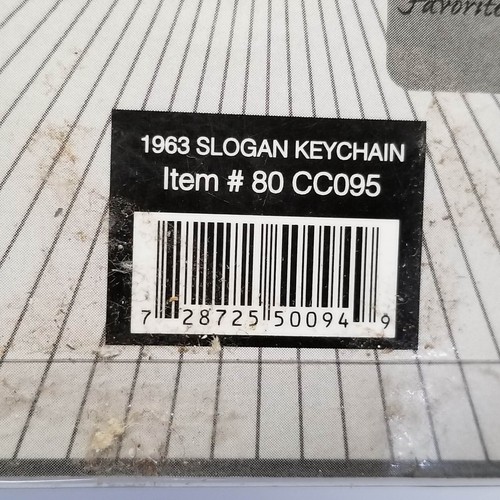 Favorite
1963 SLOGAN KEYCHAIN
Item # 80 CC095
7 28725 50094 9